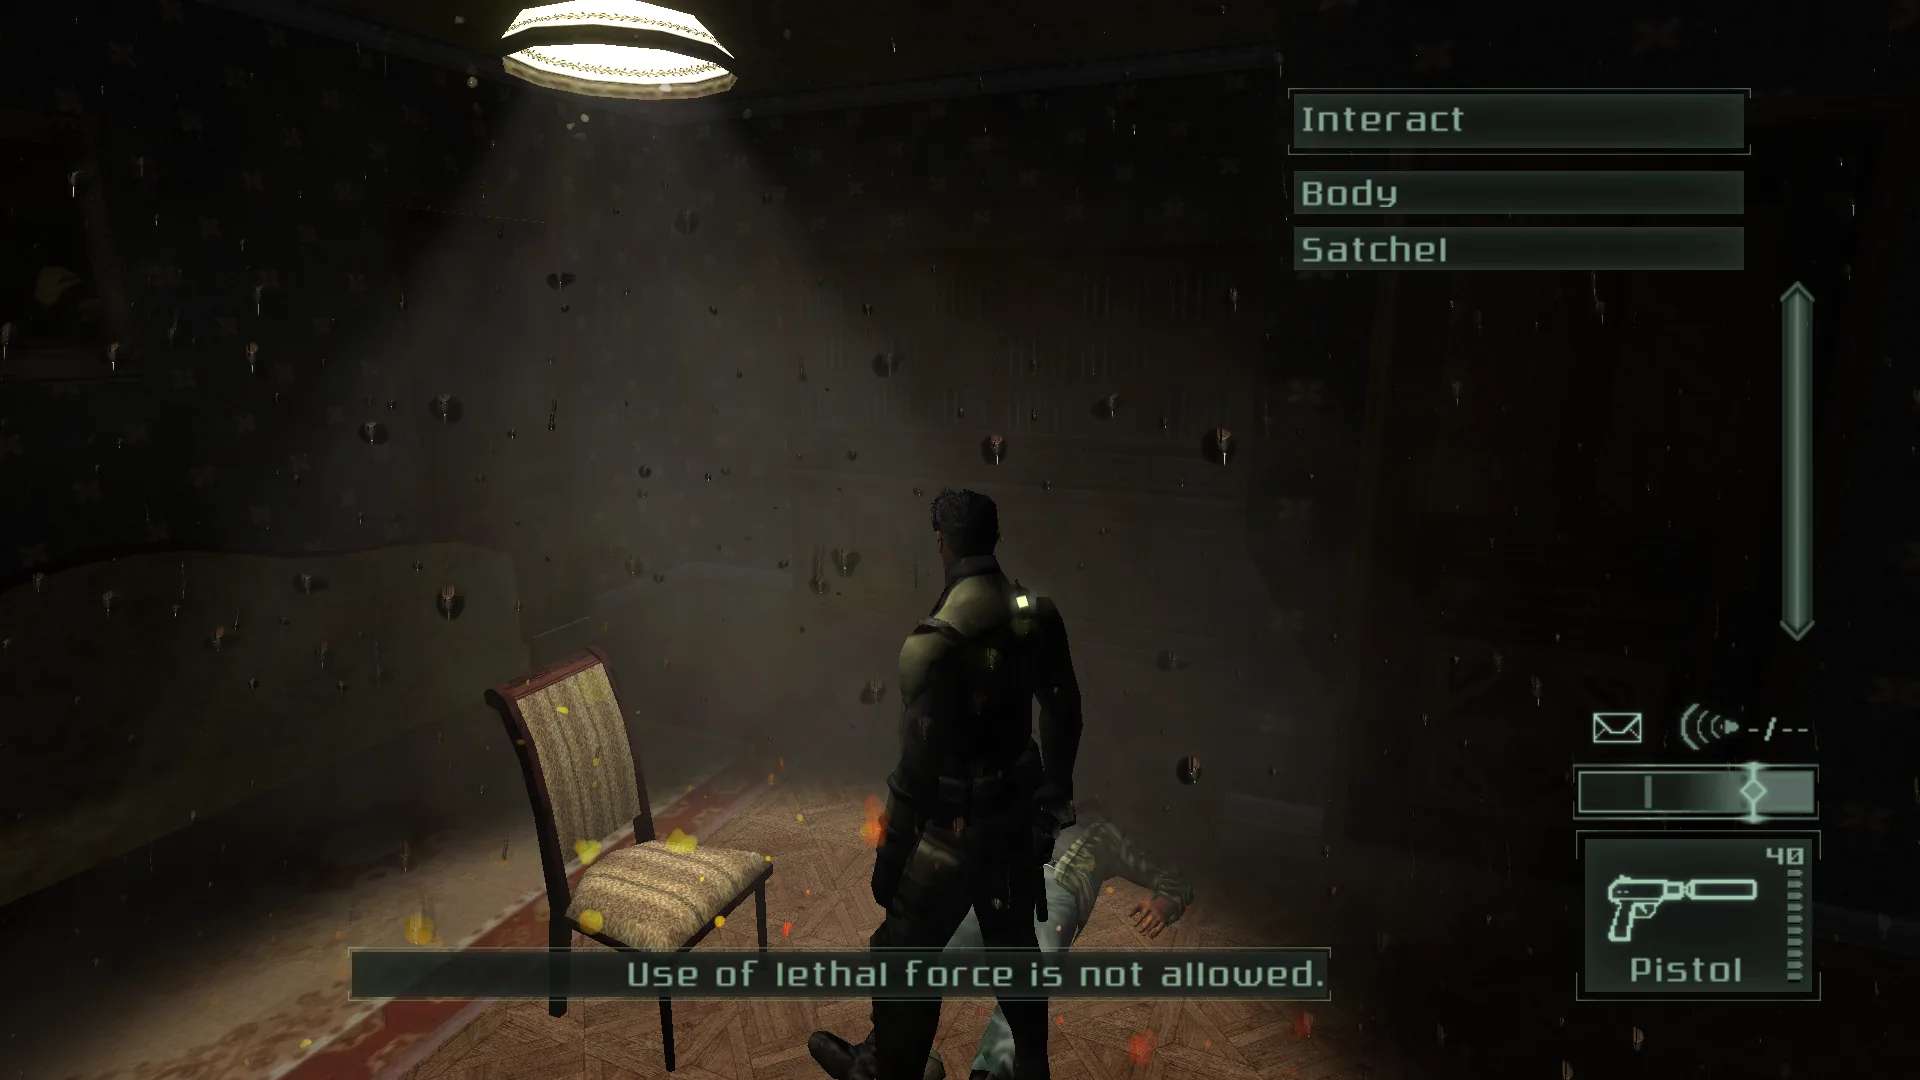 Interact
Body
Satchel
-/--
40
Pistol
Use of lethal force is not allowed.